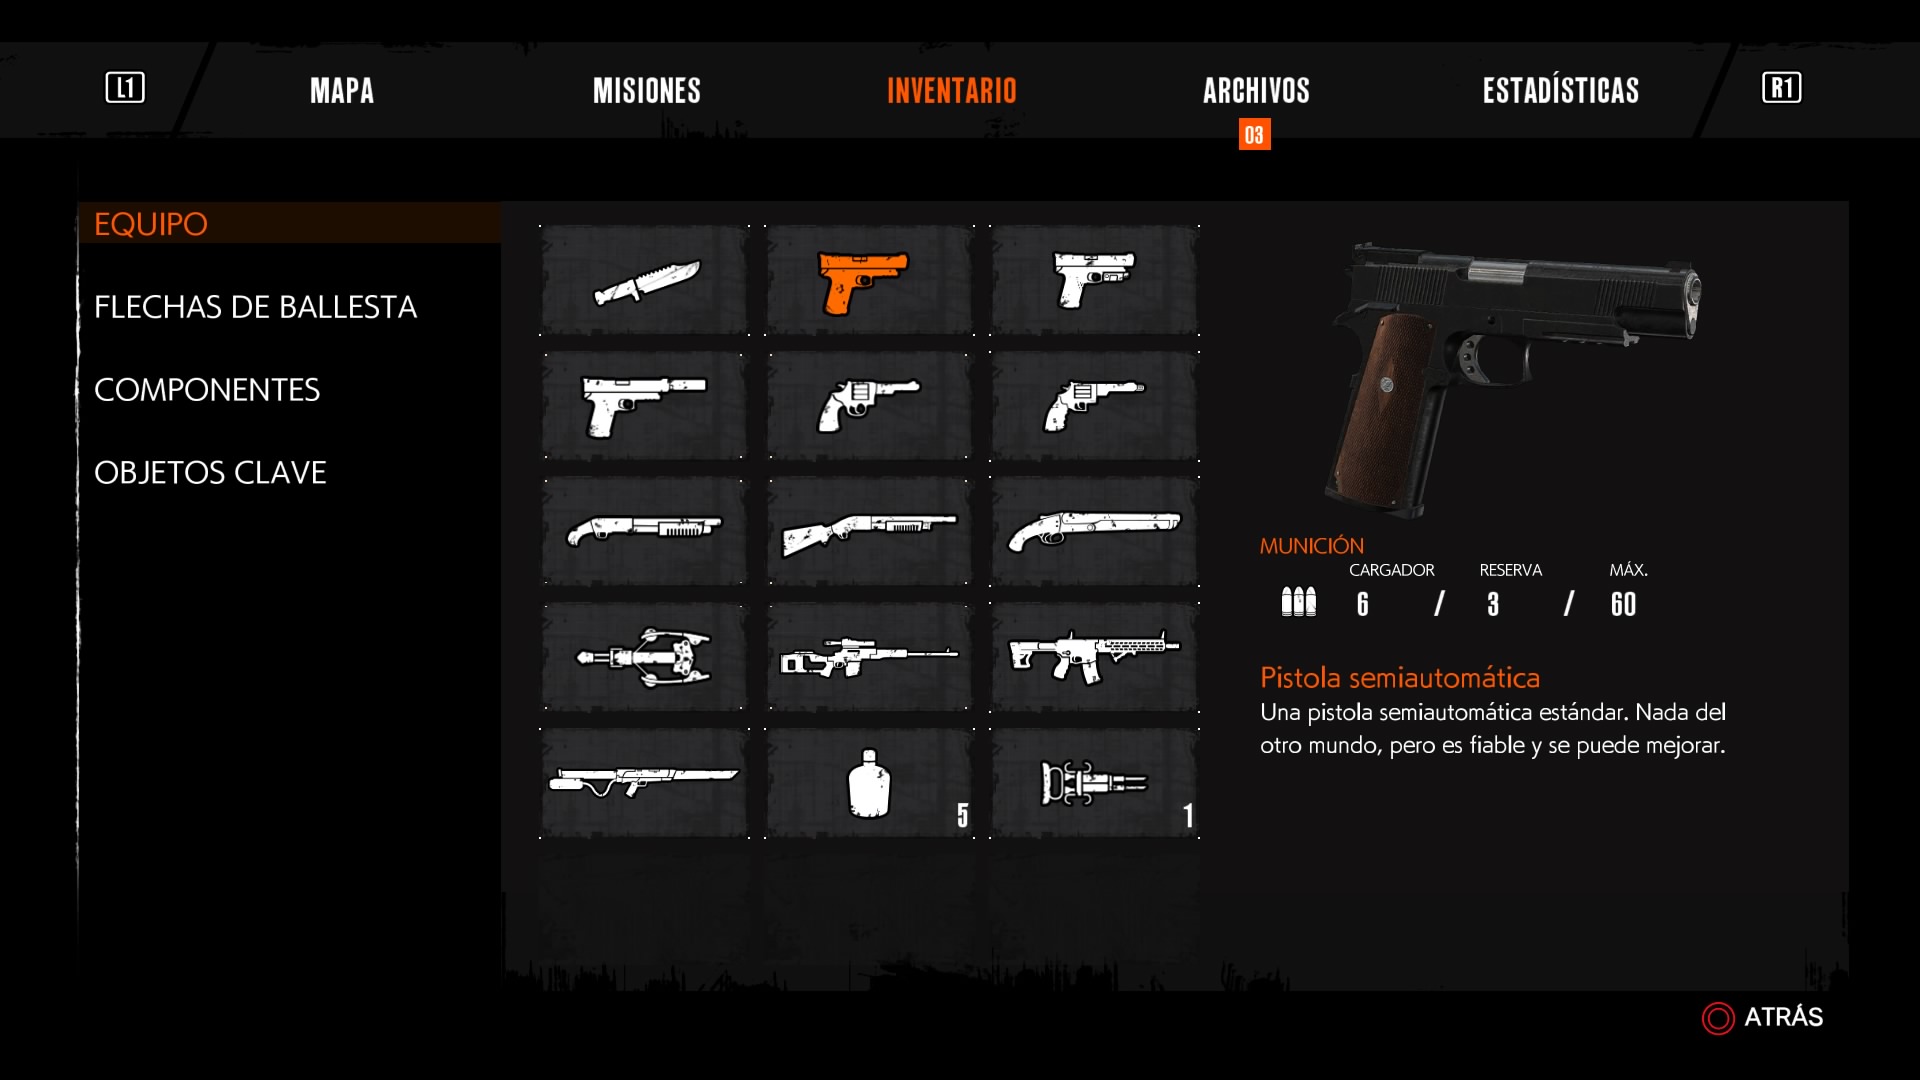 L1
MAPA
MISIONES
INVENTARIO
ARCHIVOS
ESTADÍSTICAS
R1
03
EQUIPO
FLECHAS DE BALLESTA
COMPONENTES
OBJETOS CLAVE
5
1
MUNICIÓN
CARGADOR
RESERVA
MÁX.
6 / 3 / 60
Pistola semiautomática
Una pistola semiautomática estándar. Nada del
otro mundo, pero es fiable y se puede mejorar.
ATRÁS